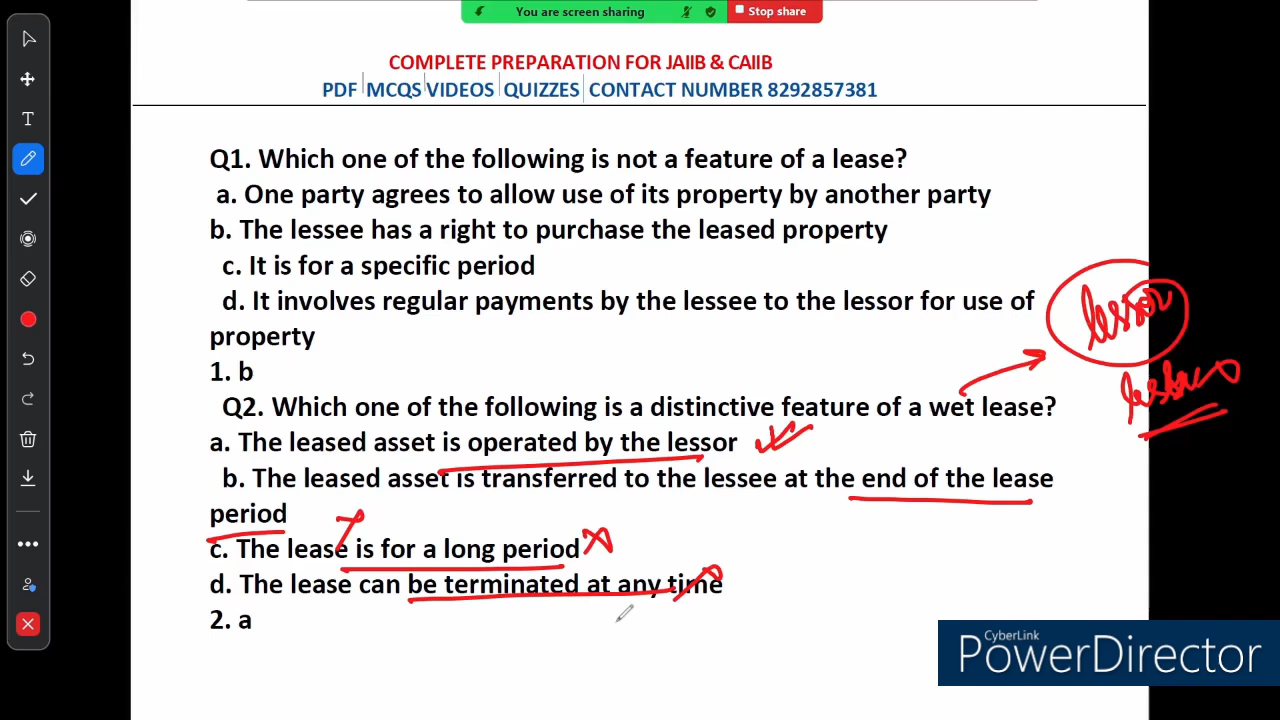 You are screen sharing Stop share
COMPLETE PREPARATION FOR JAIIB & CAIIB
PDF MCQS VIDEOS QUIZZES CONTACT NUMBER 8292857381
T
Q1. Which one of the following is not a feature of a lease?
a. One party agrees to allow use of its property by another party
b. The lessee has a right to purchase the leased property
c. It is for a specific period
d. It involves regular payments by the lessee to the lessor for use of
property
lessor
1. b
Q2. Which one of the following is a distinctive feature of a wet lease?
a. The leased asset is operated by the lessor
b. The leased asset is transferred to the lessee at the end of the lease
period
c. The lease is for a long period
d. The lease can be terminated at any time
2. a
CyberLink
PowerDirector